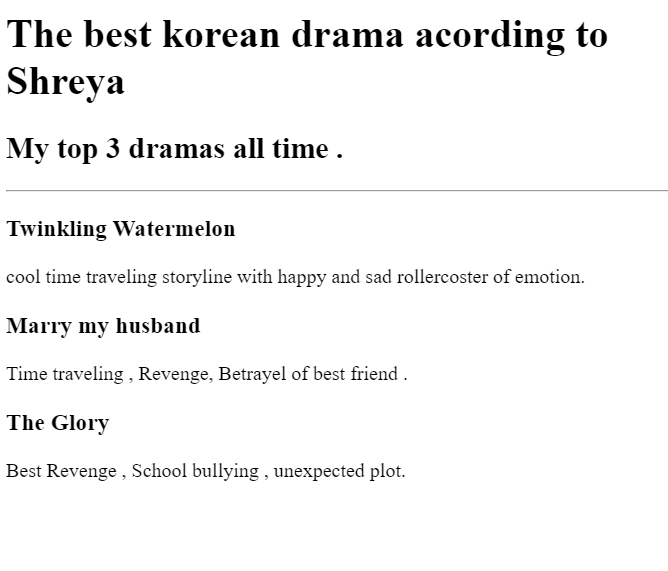 The best korean drama acording to
Shreya
My top 3 dramas all time .
Twinkling Watermelon
cool time traveling storyline with happy and sad rollercoster of emotion.
Marry my husband
Time traveling , Revenge, Betrayel of best friend .
The Glory
Best Revenge , School bullying , unexpected plot.